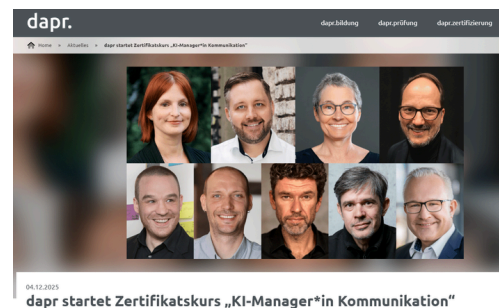 dapr.
dapr.bildung dapr.prüfung dapr.zertifizierung
Home > Aktuelles > dapr startet Zertifikatskurs „KI-Manager*in Kommunikation“
04.12.2025
dapr startet Zertifikatskurs „KI-Manager*in Kommunikation“